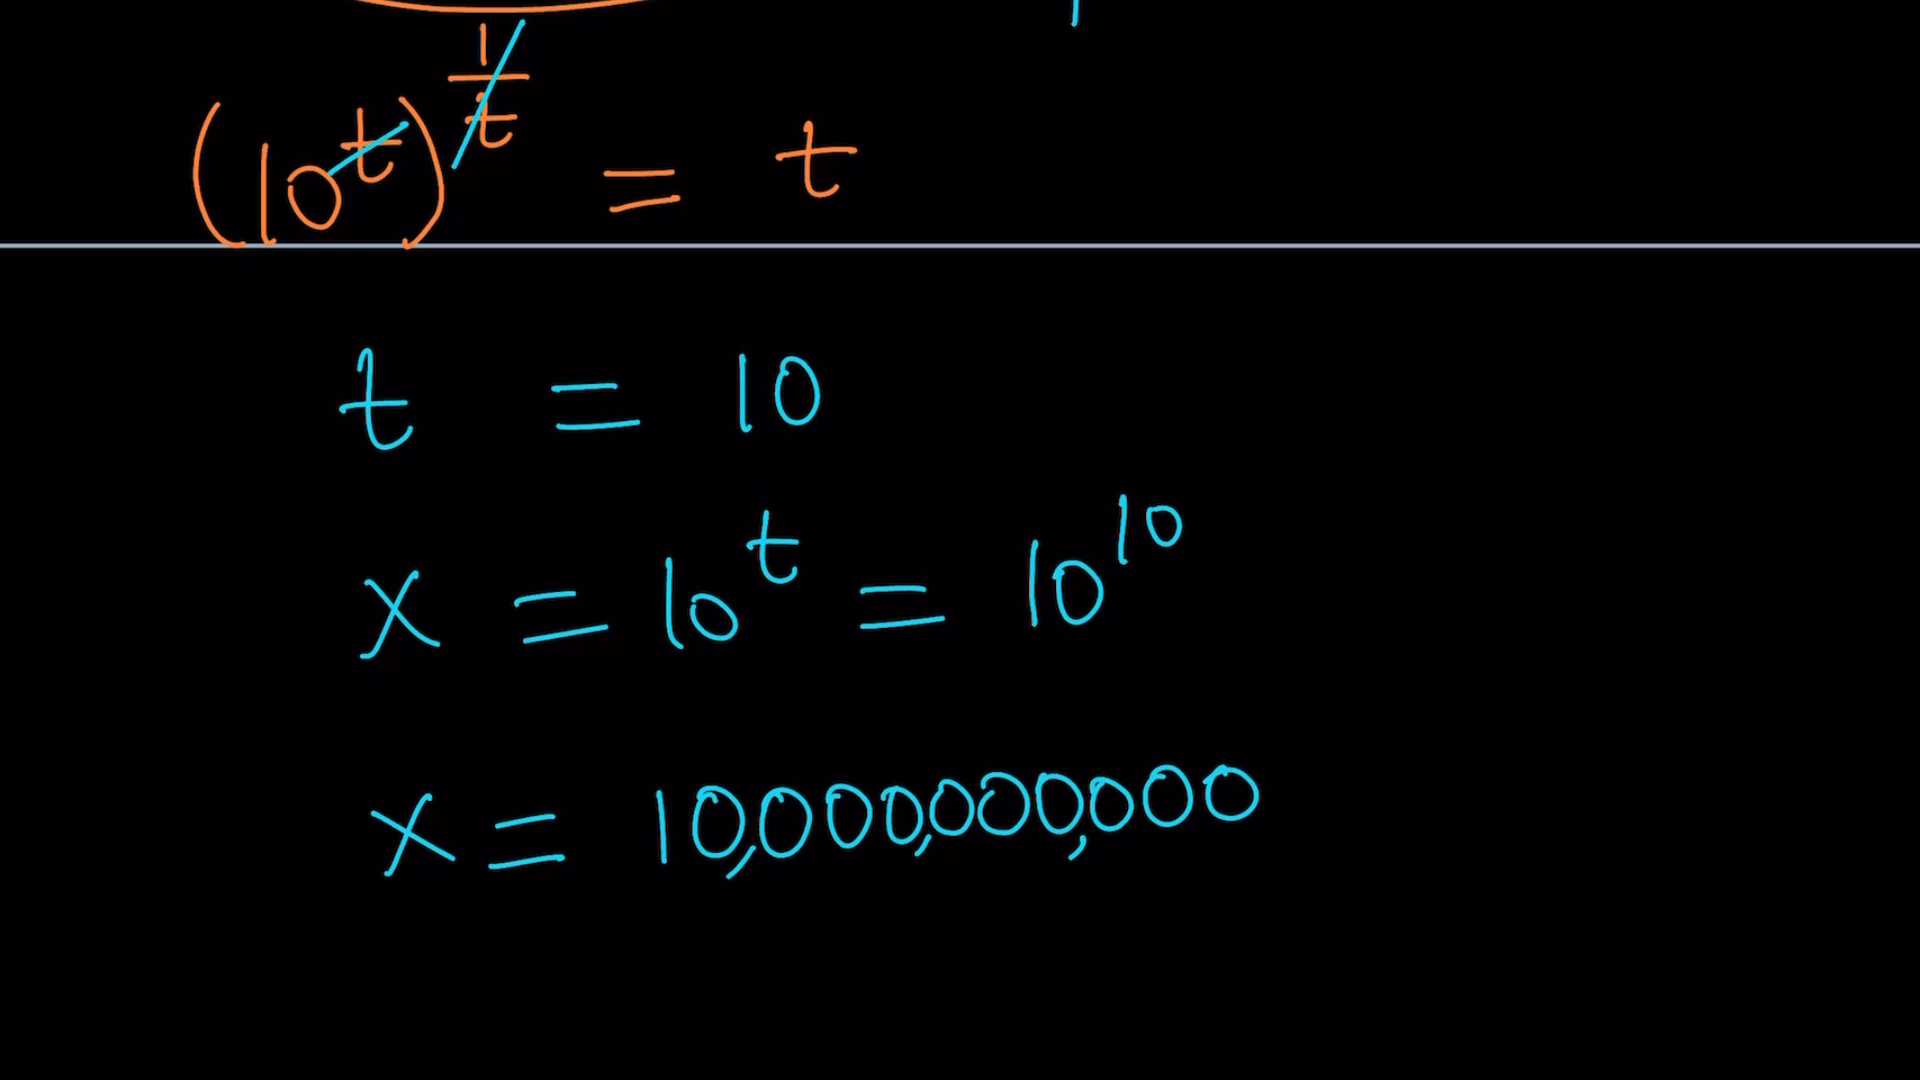 (10^t)^(1/t) = t
t = 10
x = 10^t = 10^10
x = 10,000,000,000